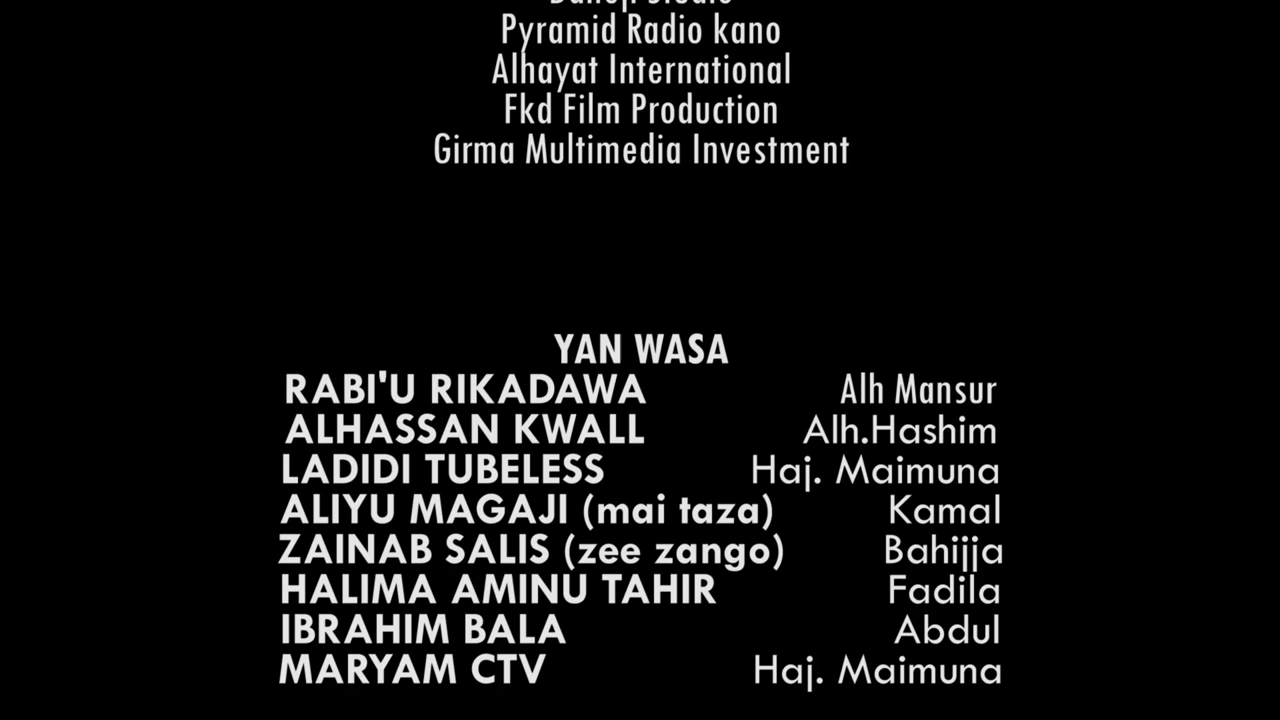 Pyramid Radio kano
Alhayat International
Fkd Film Production
Girma Multimedia Investment
YAN WASA
RABI'U RIKADAWA Alh Mansur
ALHASSAN KWALL Alh.Hashim
LADIDI TUBELESS Haj. Maimuna
ALIYU MAGAJI (mai taza) Kamal
ZAINAB SALIS (zee zango) Bahijja
HALIMA AMINU TAHIR Fadila
IBRAHIM BALA Abdul
MARYAM CTV Haj. Maimuna